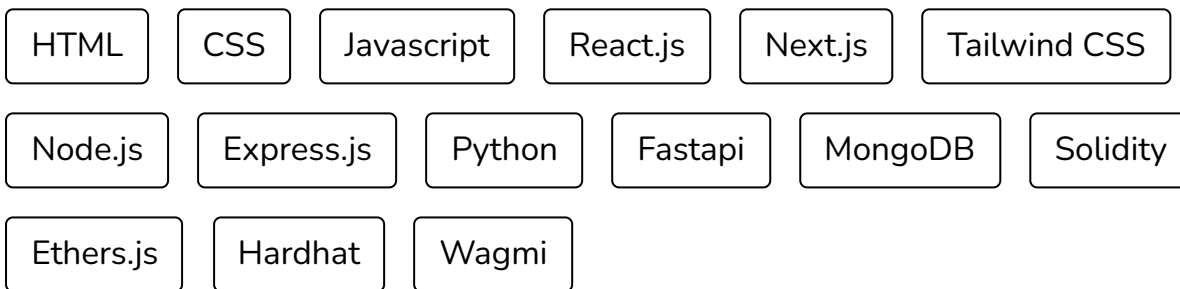 HTML CSS Javascript React.js Next.js Tailwind CSS
Node.js Express.js Python Fastapi MongoDB Solidity
Ethers.js Hardhat Wagmi